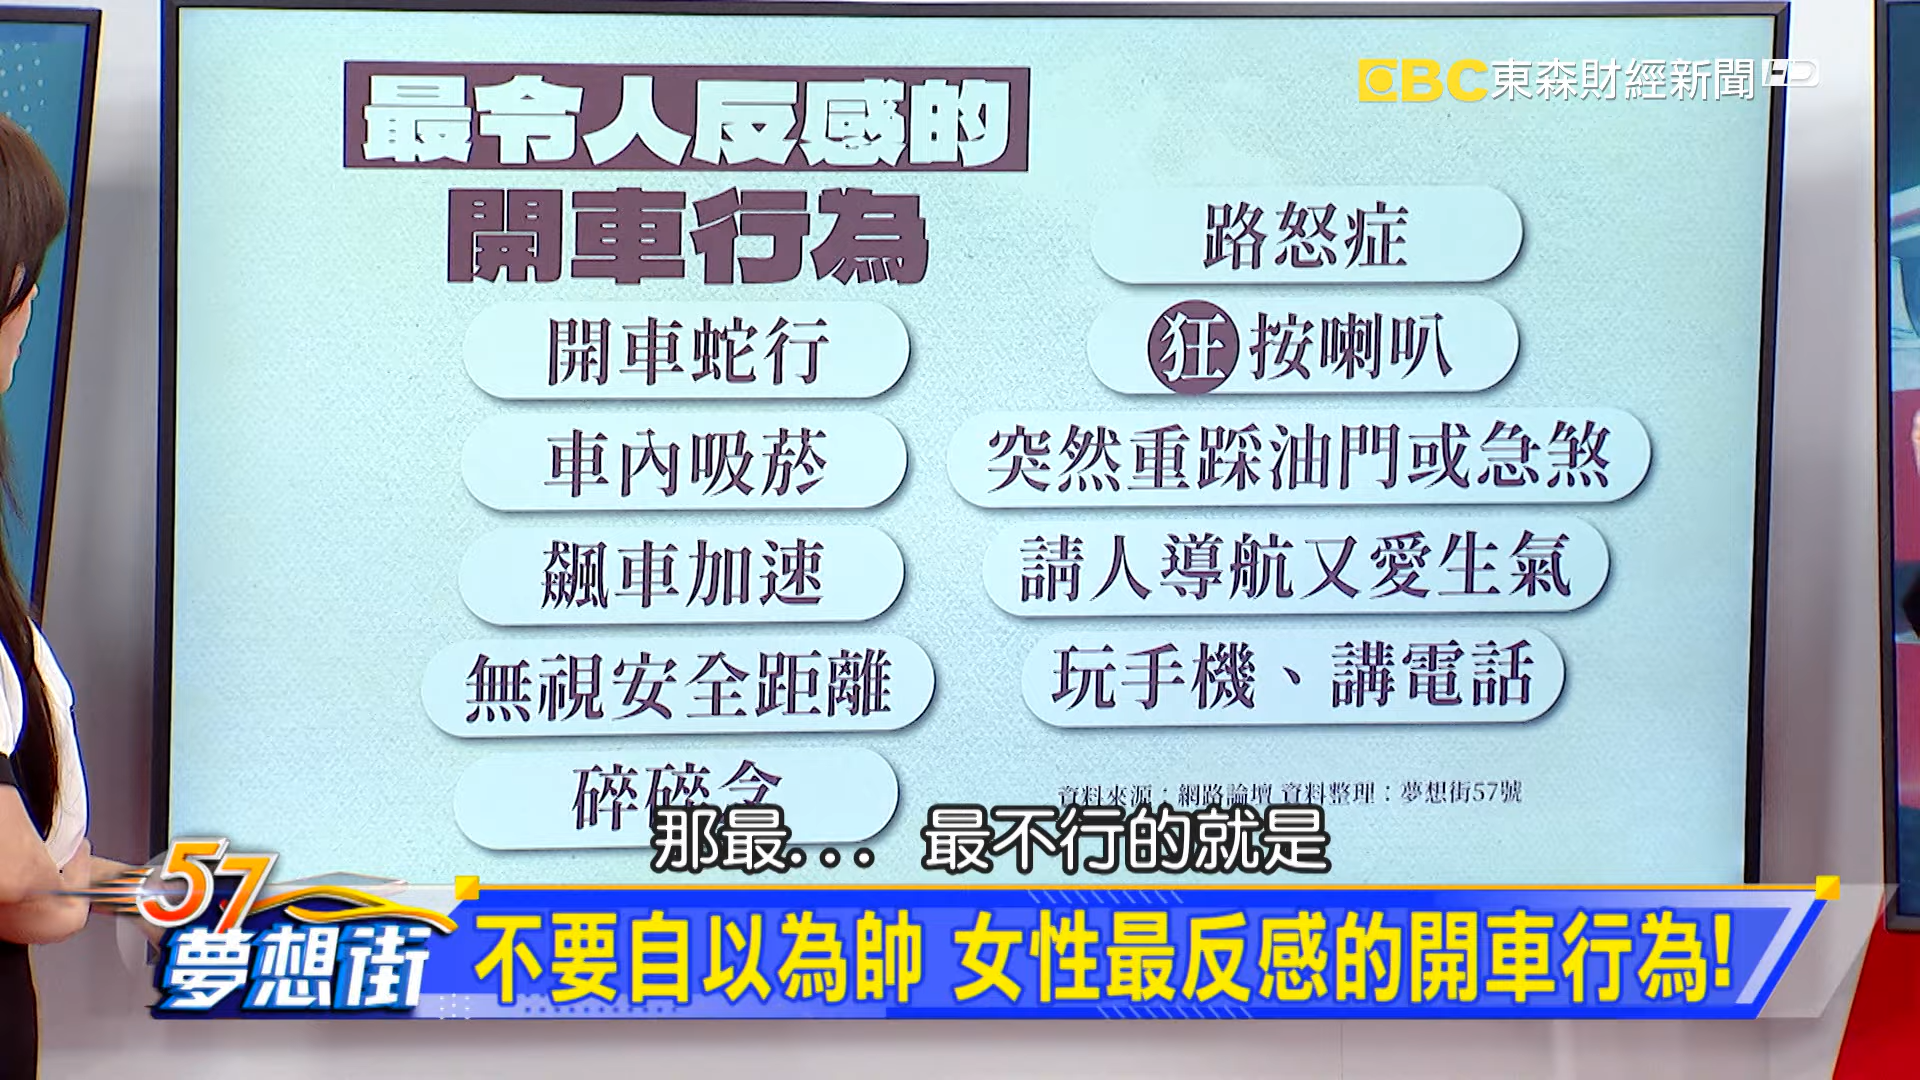 EBC東森財經新聞HD
最令人反感的
開車行為
開車蛇行
車內吸菸
飆車加速
無視安全距離
碎碎念
路怒症
狂按喇叭
突然重踩油門或急煞
請人導航又愛生氣
玩手機、講電話
資料來源：網路論壇 資料整理：夢想街57號
那最... 最不行的就是
57
夢想街
不要自以為帥 女性最反感的開車行為!